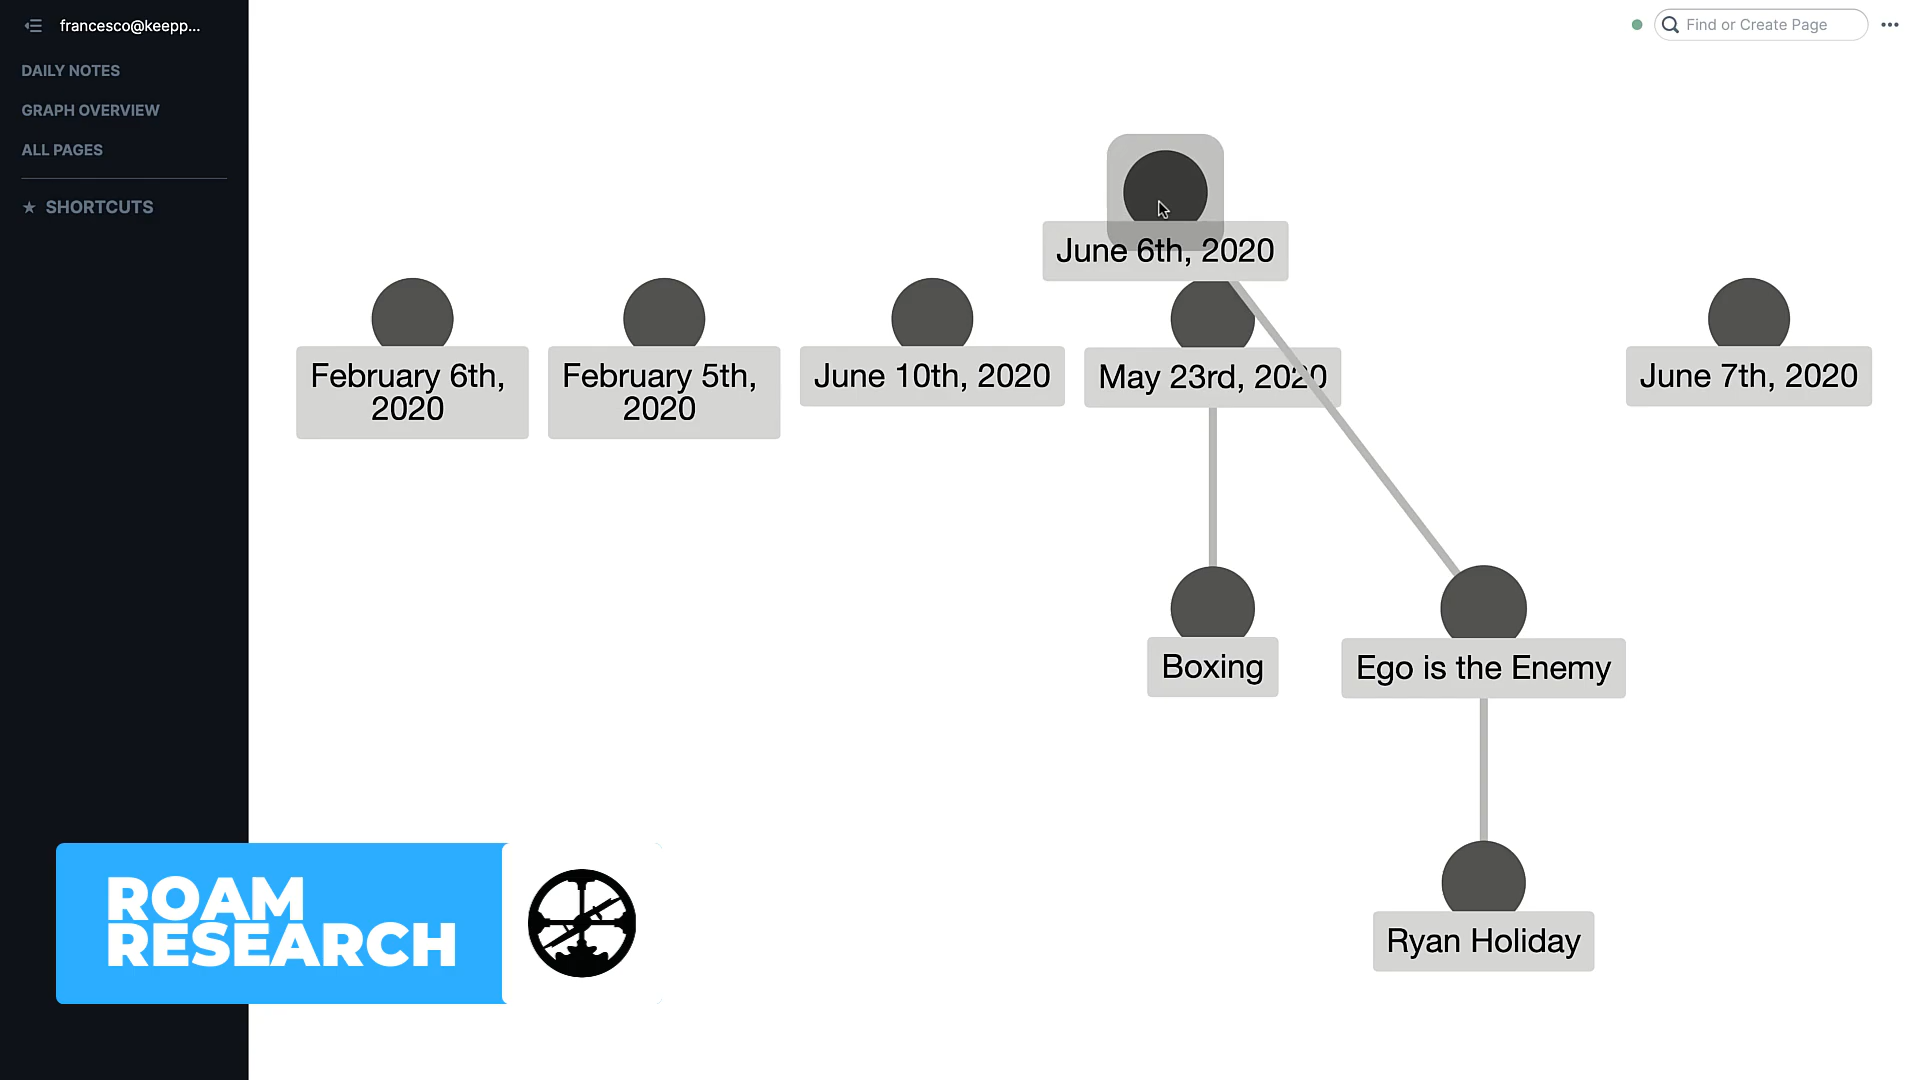 francesco@keepp...
Find or Create Page
DAILY NOTES
GRAPH OVERVIEW
ALL PAGES
★ SHORTCUTS
June 6th, 2020
February 6th,
2020
February 5th,
2020
June 10th, 2020
May 23rd, 2020
June 7th, 2020
Boxing
Ego is the Enemy
Ryan Holiday
ROAM
RESEARCH